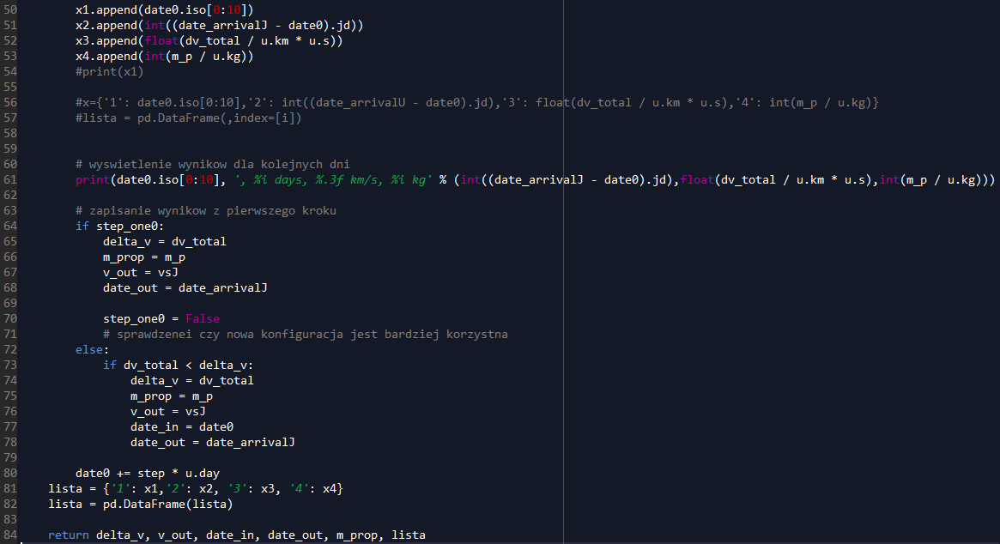 50 x1.append(date0.iso[0:10])
51 x2.append(int((date_arrivalJ - date0).jd))
52 x3.append(float(dv_total / u.km * u.s))
53 x4.append(int(m_p / u.kg))
54 #print(x1)
55
56 #x={'1': date0.iso[0:10],'2': int((date_arrivalU - date0).jd),'3': float(dv_total / u.km * u.s),'4': int(m_p / u.kg)}
57 #lista = pd.DataFrame(,index=[i])
58
59
60 # wyswietlenie wynikow dla kolejnych dni
61 print(date0.iso[0:10], ', %i days, %.3f km/s, %i kg' % (int((date_arrivalJ - date0).jd),float(dv_total / u.km * u.s),int(m_p / u.kg)))
62
63 # zapisanie wynikow z pierwszego kroku
64 if step_one0:
65 delta_v = dv_total
66 m_prop = m_p
67 v_out = vsJ
68 date_out = date_arrivalJ
69
70 step_one0 = False
71 # sprawdzenei czy nowa konfiguracja jest bardziej korzystna
72 else:
73 if dv_total < delta_v:
74 delta_v = dv_total
75 m_prop = m_p
76 v_out = vsJ
77 date_in = date0
78 date_out = date_arrivalJ
79
80 date0 += step * u.day
81 lista = {'1': x1,'2': x2, '3': x3, '4': x4}
82 lista = pd.DataFrame(lista)
83
84 return delta_v, v_out, date_in, date_out, m_prop, lista